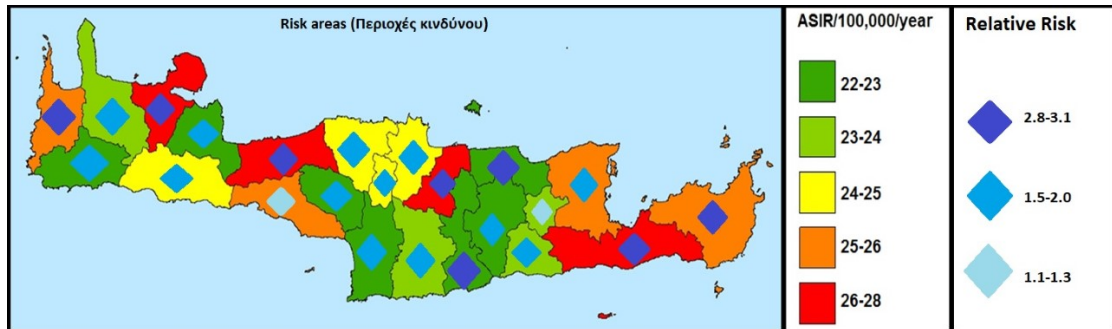 Risk areas (Περιοχές κινδύνου)
ASIR/100,000/year
22-23
23-24
24-25
25-26
26-28
Relative Risk
2.8-3.1
1.5-2.0
1.1-1.3